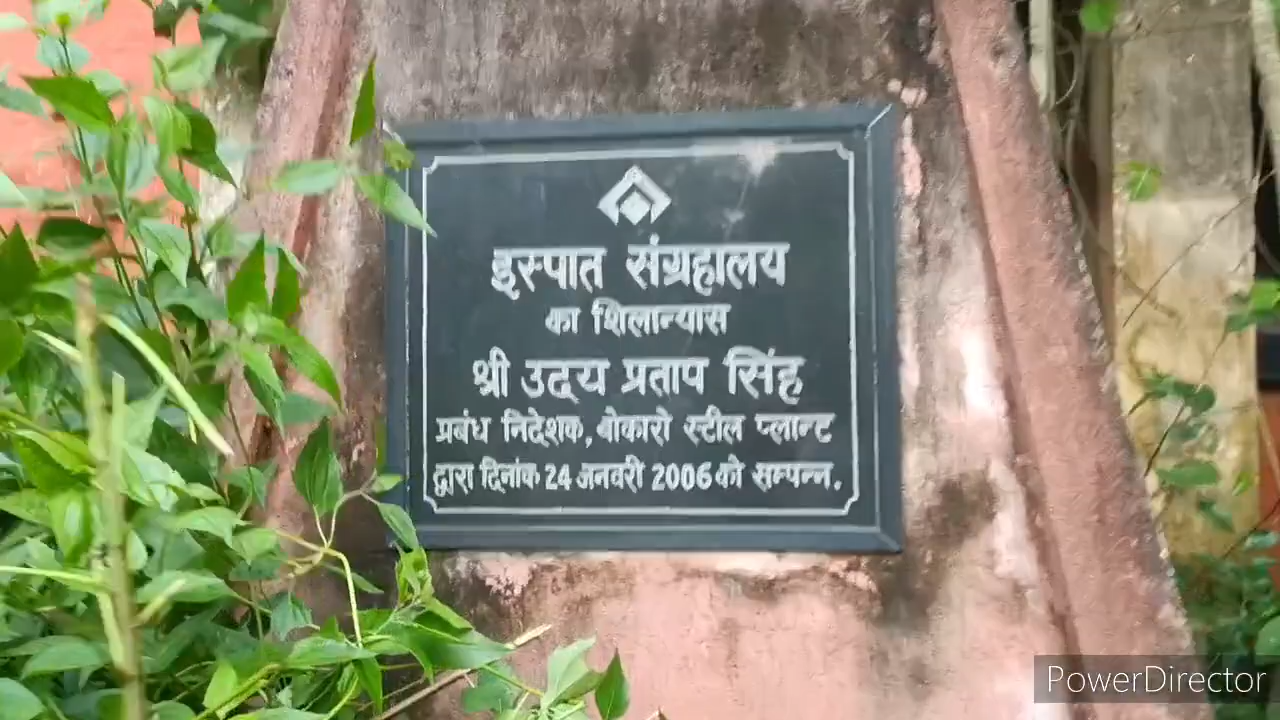 इस्पात संग्रहालय
का शिलान्यास
श्री उदय प्रताप सिंह
प्रबंध निदेशक, बोकारो स्टील प्लान्ट
द्वारा दिनांक 24 जनवरी 2006 को सम्पन्न.
PowerDirector